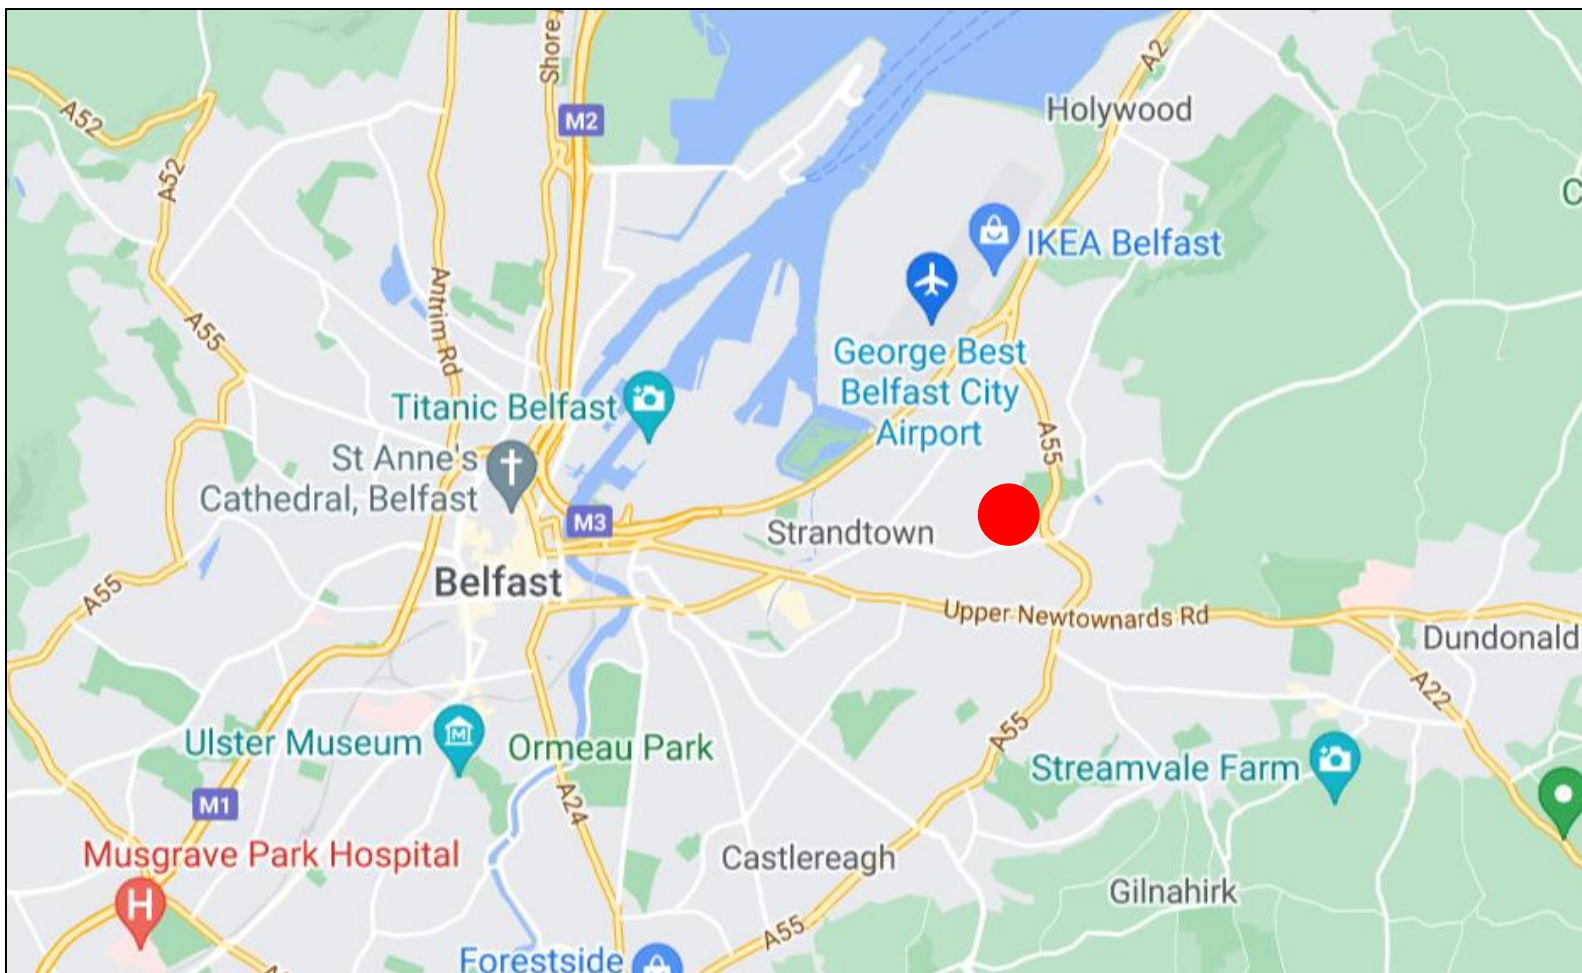 Shore
A2
A52
M2
Holywood
A52
C
IKEA Belfast
Antrim Rd
A55
George Best
Belfast City
Airport
Titanic Belfast
St Anne's
Cathedral, Belfast
A55
M3
Strandtown
Belfast
A55
Upper Newtownards Rd
Dundonald
A22
Ulster Museum
M
Ormeau Park
A55
Streamvale Farm
M1
A24
Musgrave Park Hospital
H
Castlereagh
Gilnahirk
A55
Forestside